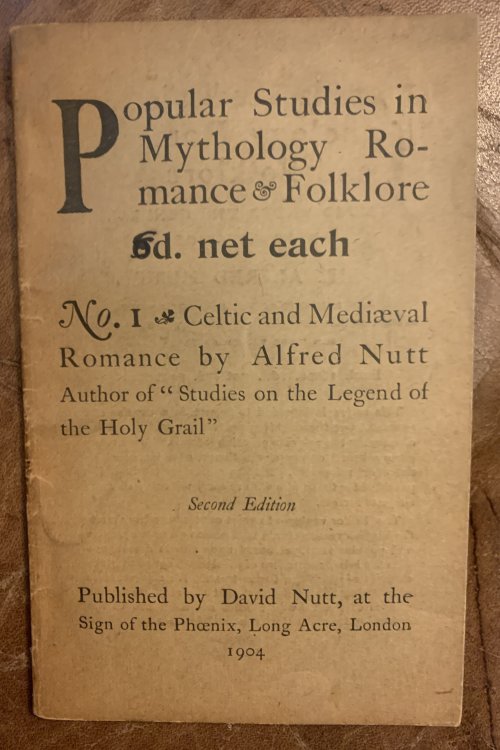 Popular Studies in
Mythology Ro-
mance & Folklore
6d. net each
No. 1 Celtic and Mediæval
Romance by Alfred Nutt
Author of “Studies on the Legend of
the Holy Grail”
Second Edition
Published by David Nutt, at the
Sign of the Phœnix, Long Acre, London
1904